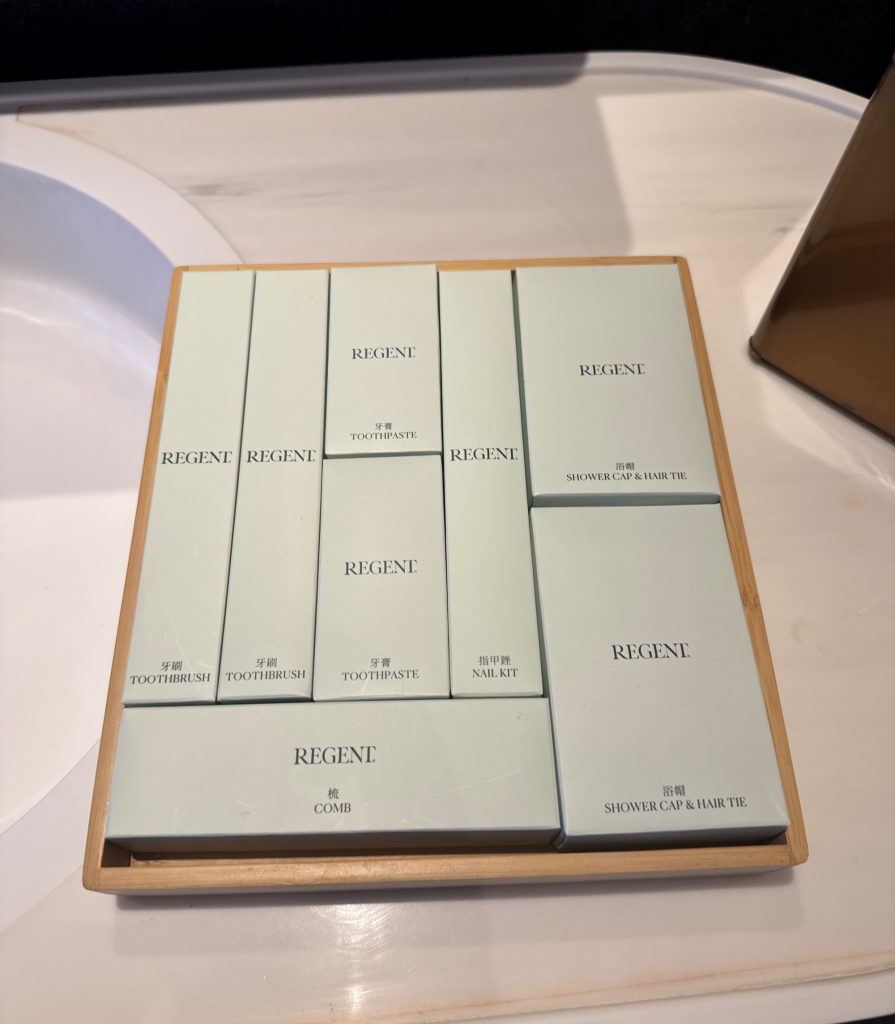 REGENT
牙刷
TOOTHBRUSH
REGENT
牙刷
TOOTHBRUSH
REGENT
牙膏
TOOTHPASTE
REGENT
牙膏
TOOTHPASTE
REGENT
指甲銼
NAIL KIT
REGENT
浴帽
SHOWER CAP & HAIR TIE
REGENT
浴帽
SHOWER CAP & HAIR TIE
REGENT
梳
COMB